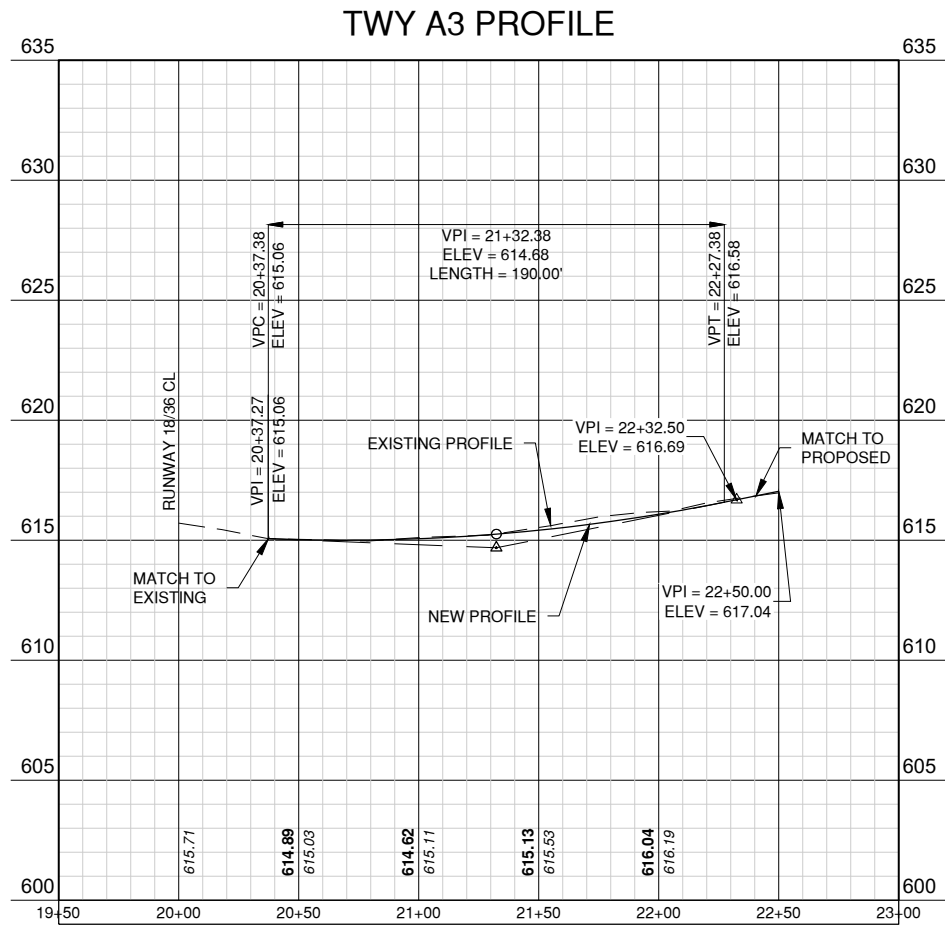 TWY A3 PROFILE
635
635
630
630
625
625
620
620
615
615
610
610
605
605
600
600
VPC = 20+37.38
ELEV = 615.06
VPI = 21+32.38
ELEV = 614.68
LENGTH = 190.00'
VPT = 22+27.38
ELEV = 616.58
RUNWAY 18/36 CL
VPI = 20+37.27
ELEV = 615.06
EXISTING PROFILE
VPI = 22+32.50
ELEV = 616.69
MATCH TO
PROPOSED
MATCH TO
EXISTING
NEW PROFILE
VPI = 22+50.00
ELEV = 617.04
615.71
614.89
615.03
614.62
615.11
615.13
615.53
616.04
616.19
19+50
20+00
20+50
21+00
21+50
22+00
22+50
23+00